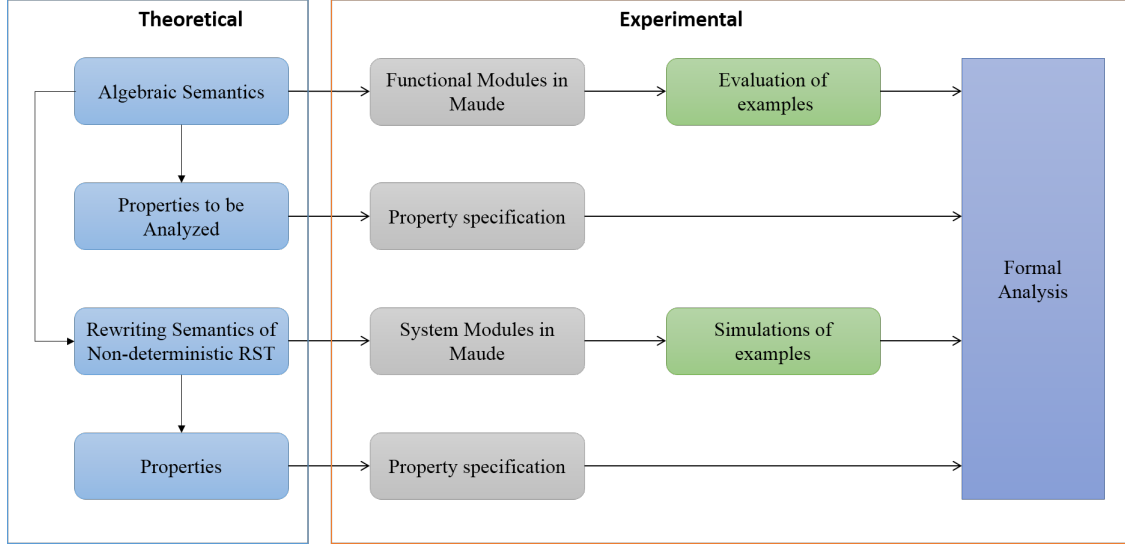 Theoretical
Experimental
Algebraic Semantics
Functional Modules in
Maude
Evaluation of
examples
Properties to be
Analyzed
Property specification
Formal
Analysis
Rewriting Semantics of
Non-deterministic RST
System Modules in
Maude
Simulations of
examples
Properties
Property specification